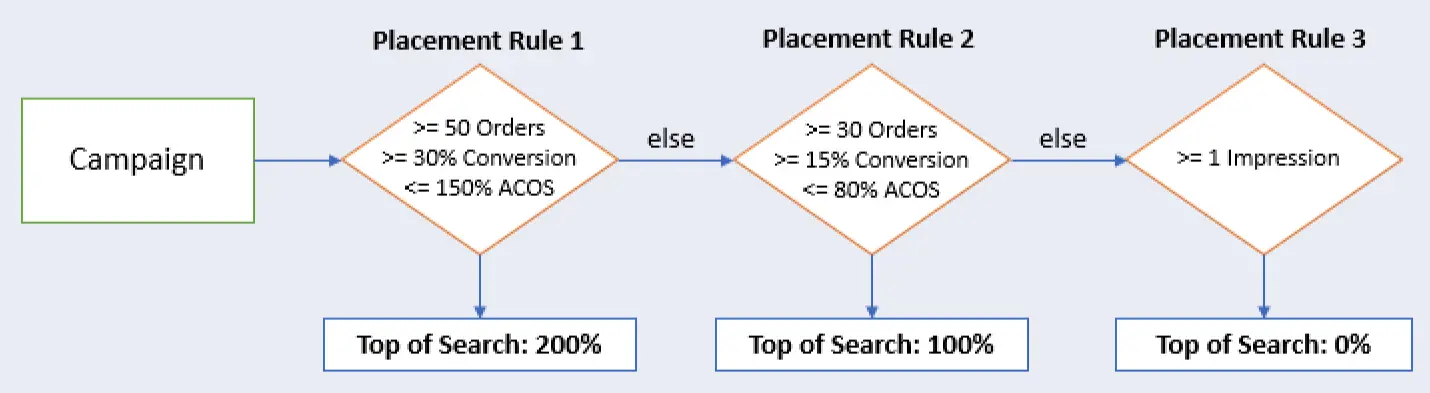 Placement Rule 1
Placement Rule 2
Placement Rule 3
Campaign
>= 50 Orders
>= 30% Conversion
<= 150% ACOS
else
>= 30 Orders
>= 15% Conversion
<= 80% ACOS
else
>= 1 Impression
Top of Search: 200%
Top of Search: 100%
Top of Search: 0%